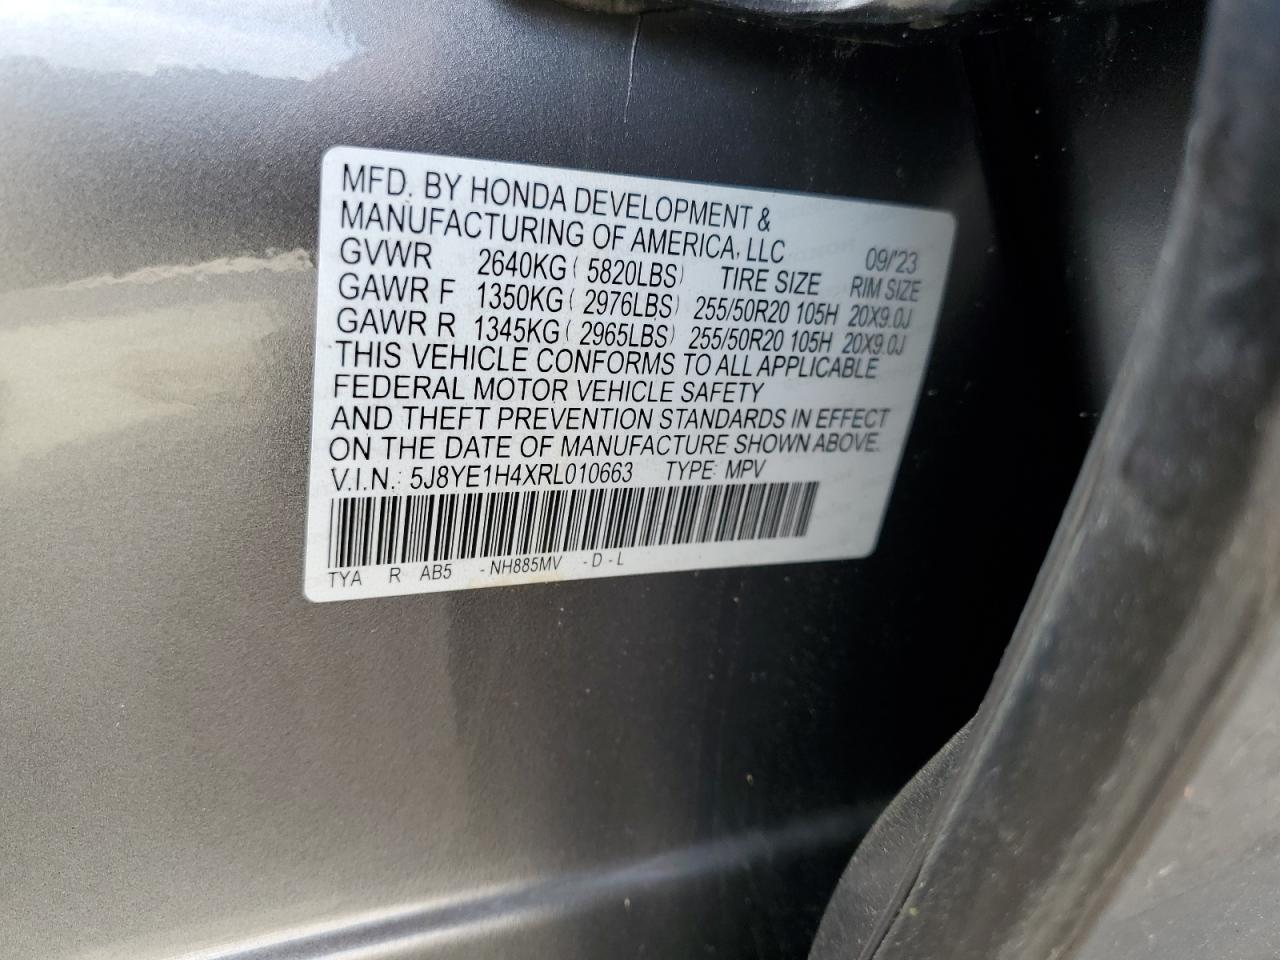 MFD. BY HONDA DEVELOPMENT &
MANUFACTURING OF AMERICA, LLC 09/'23
GVWR 2640KG ( 5820LBS) TIRE SIZE RIM SIZE
GAWR F 1350KG ( 2976LBS) 255/50R20 105H 20X9.0J
GAWR R 1345KG ( 2965LBS) 255/50R20 105H 20X9.0J
THIS VEHICLE CONFORMS TO ALL APPLICABLE
FEDERAL MOTOR VEHICLE SAFETY
AND THEFT PREVENTION STANDARDS IN EFFECT
ON THE DATE OF MANUFACTURE SHOWN ABOVE.
V.I.N.: 5J8YE1H4XRL010663 TYPE: MPV
TYA R AB5 -NH885MV -D-L